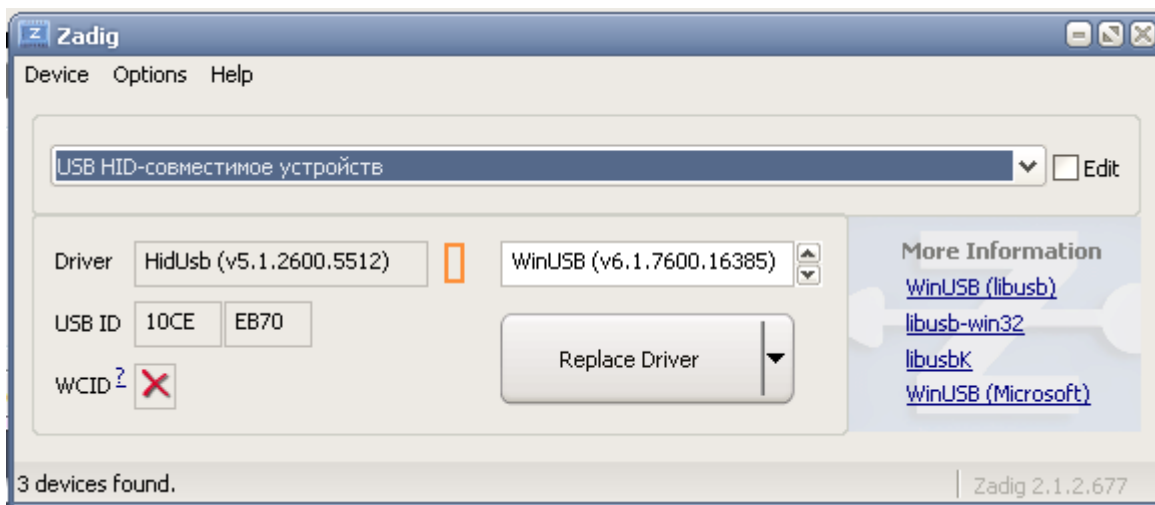 Z Zadig
Device Options Help
USB HID-совместимое устройств
Edit
Driver HidUsb (v5.1.2600.5512) WinUSB (v6.1.7600.16385)
USB ID 10CE EB70
WCID ?
Replace Driver
More Information
WinUSB (libusb)
libusb-win32
libusbK
WinUSB (Microsoft)
3 devices found.
Zadig 2.1.2.677